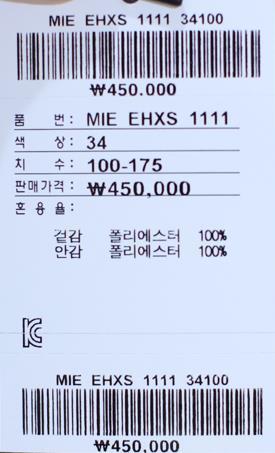 MIE EHXS 1111 34100
₩450.000
품 번: MIE EHXS 1111
색 상: 34
치 수: 100-175
판매가격: ₩450,000
혼 용 율:
겉감 폴리에스터 100%
안감 폴리에스터 100%
KC
MIE EHXS 1111 34100
₩450,000